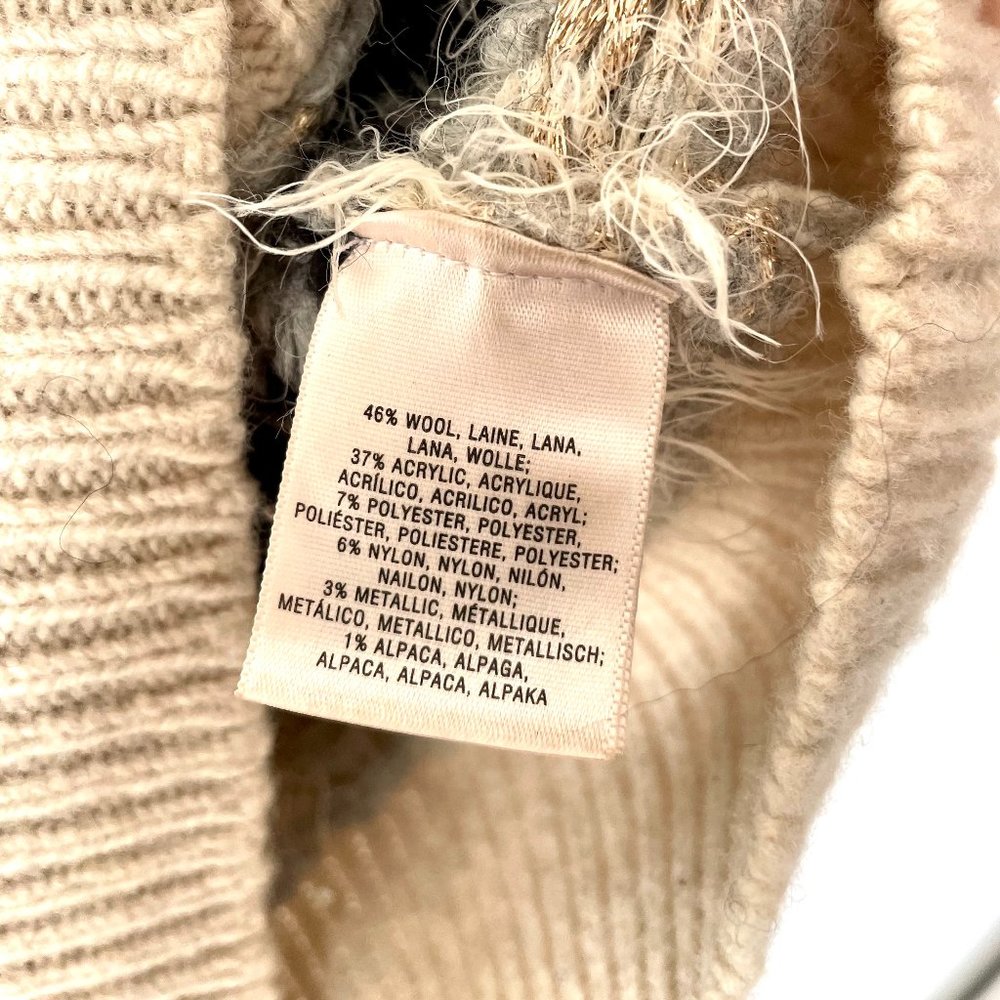 46% WOOL, LAINE, LANA,
LANA, WOLLE;
37% ACRYLIC, ACRYLIQUE,
ACRÍLICO, ACRILICO, ACRYL;
7% POLYESTER, POLYESTER,
POLIÉSTER, POLIESTERE, POLYESTER;
6% NYLON, NYLON, NILÓN,
NAILON, NYLON;
3% METALLIC, MÉTALLIQUE,
METÁLICO, METALLICO, METALLISCH;
1% ALPACA, ALPAGA,
ALPACA, ALPACA, ALPAKA